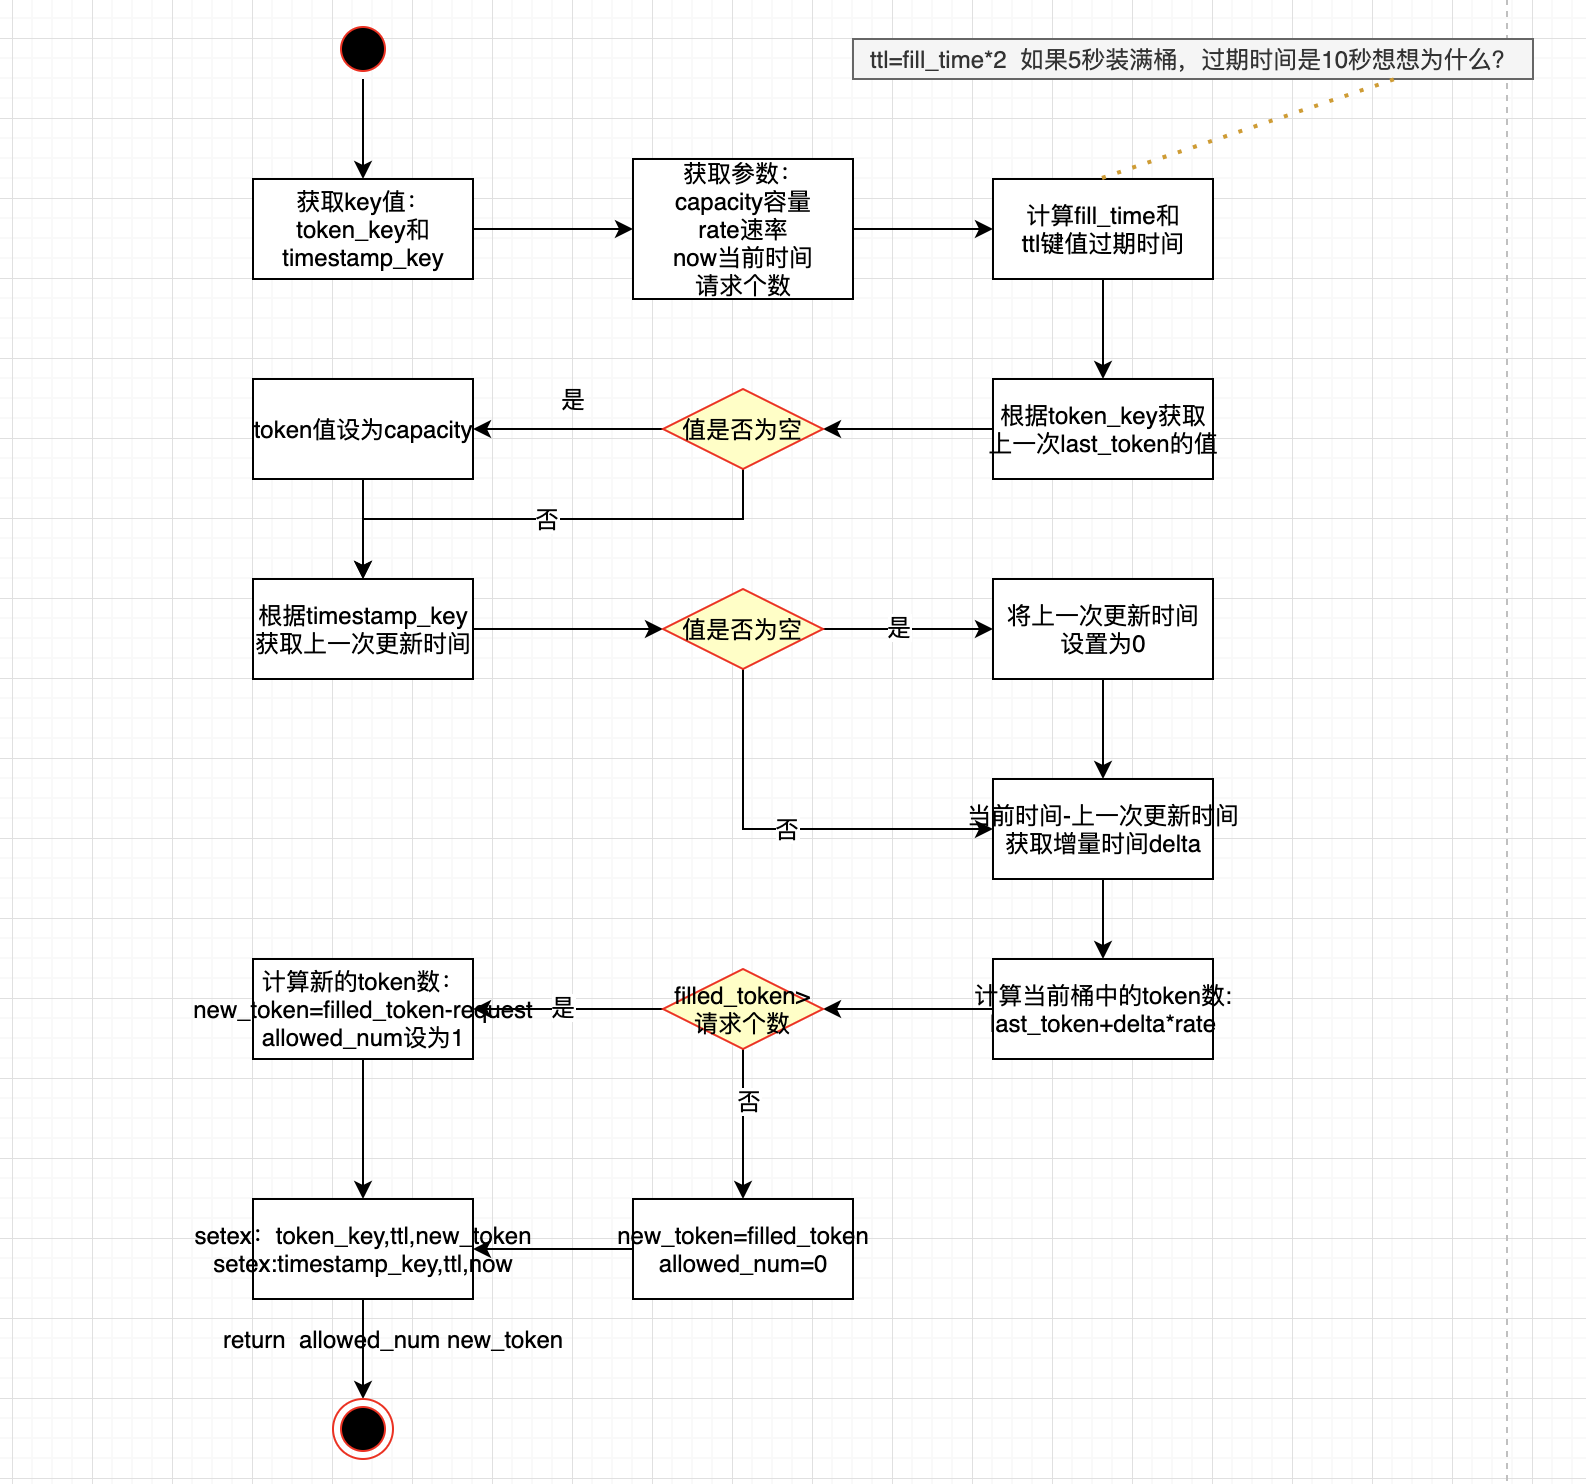 ttl=fill_time*2  如果5秒装满桶，过期时间是10秒想想为什么?
获取key值：
token_key和
timestamp_key
获取参数：
capacity容量
rate速率
now当前时间
请求个数
计算fill_time和
ttl键值过期时间
token值设为capacity
是
值是否为空
根据token_key获取
上一次last_token的值
否
根据timestamp_key
获取上一次更新时间
值是否为空
是
将上一次更新时间
设置为0
否
当前时间-上一次更新时间
获取增量时间delta
计算新的token数：
new_token=filled_token-request
allowed_num设为1
是
filled_token>
请求个数
计算当前桶中的token数:
last_token+delta*rate
否
setex：token_key,ttl,new_token
setex:timestamp_key,ttl,now
new_token=filled_token
allowed_num=0
return  allowed_num new_token